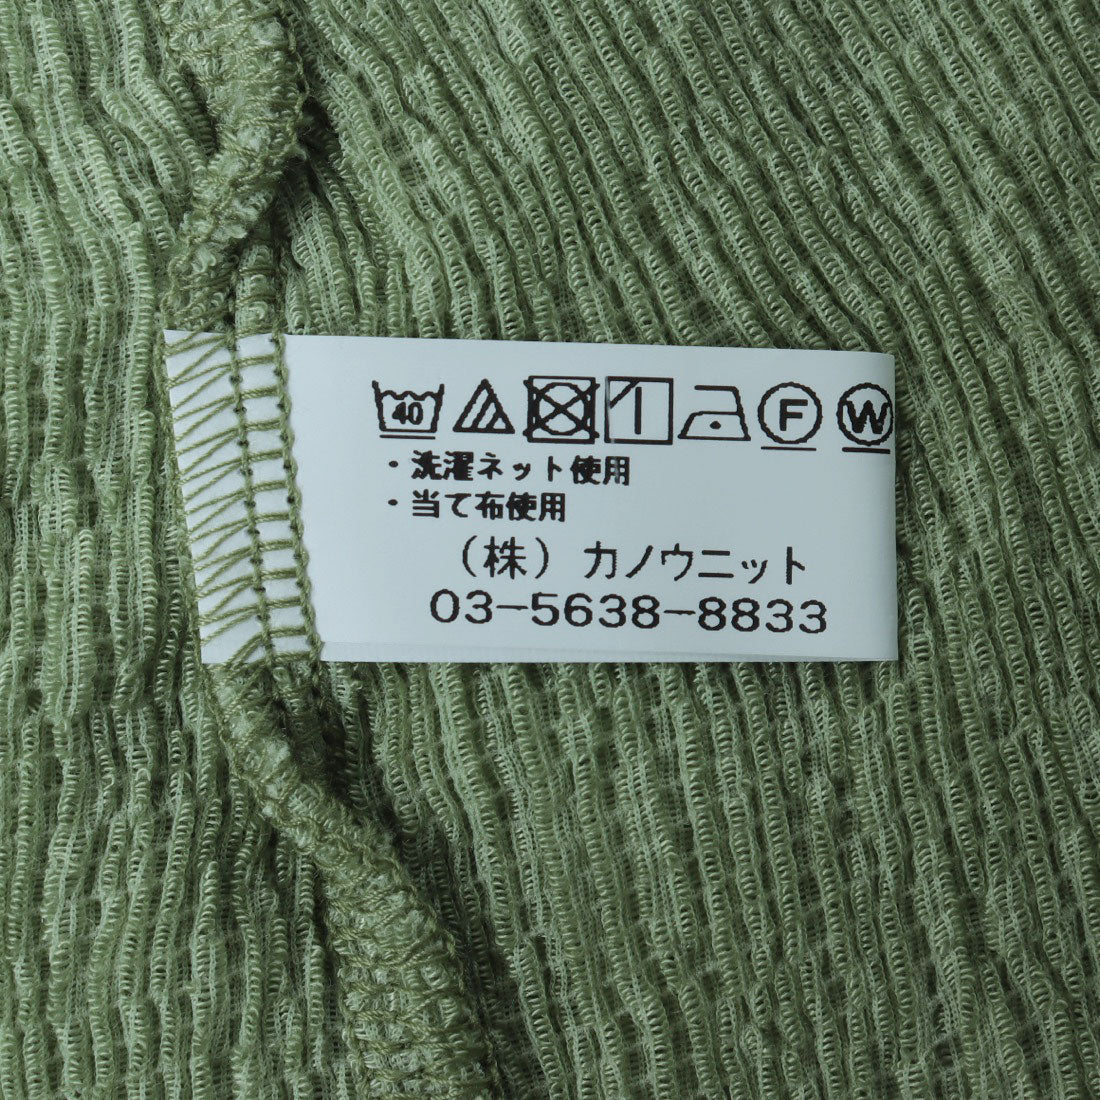 40 F W
・洗濯ネット使用
・当て布使用
（株）カノウニット
03-5638-8833